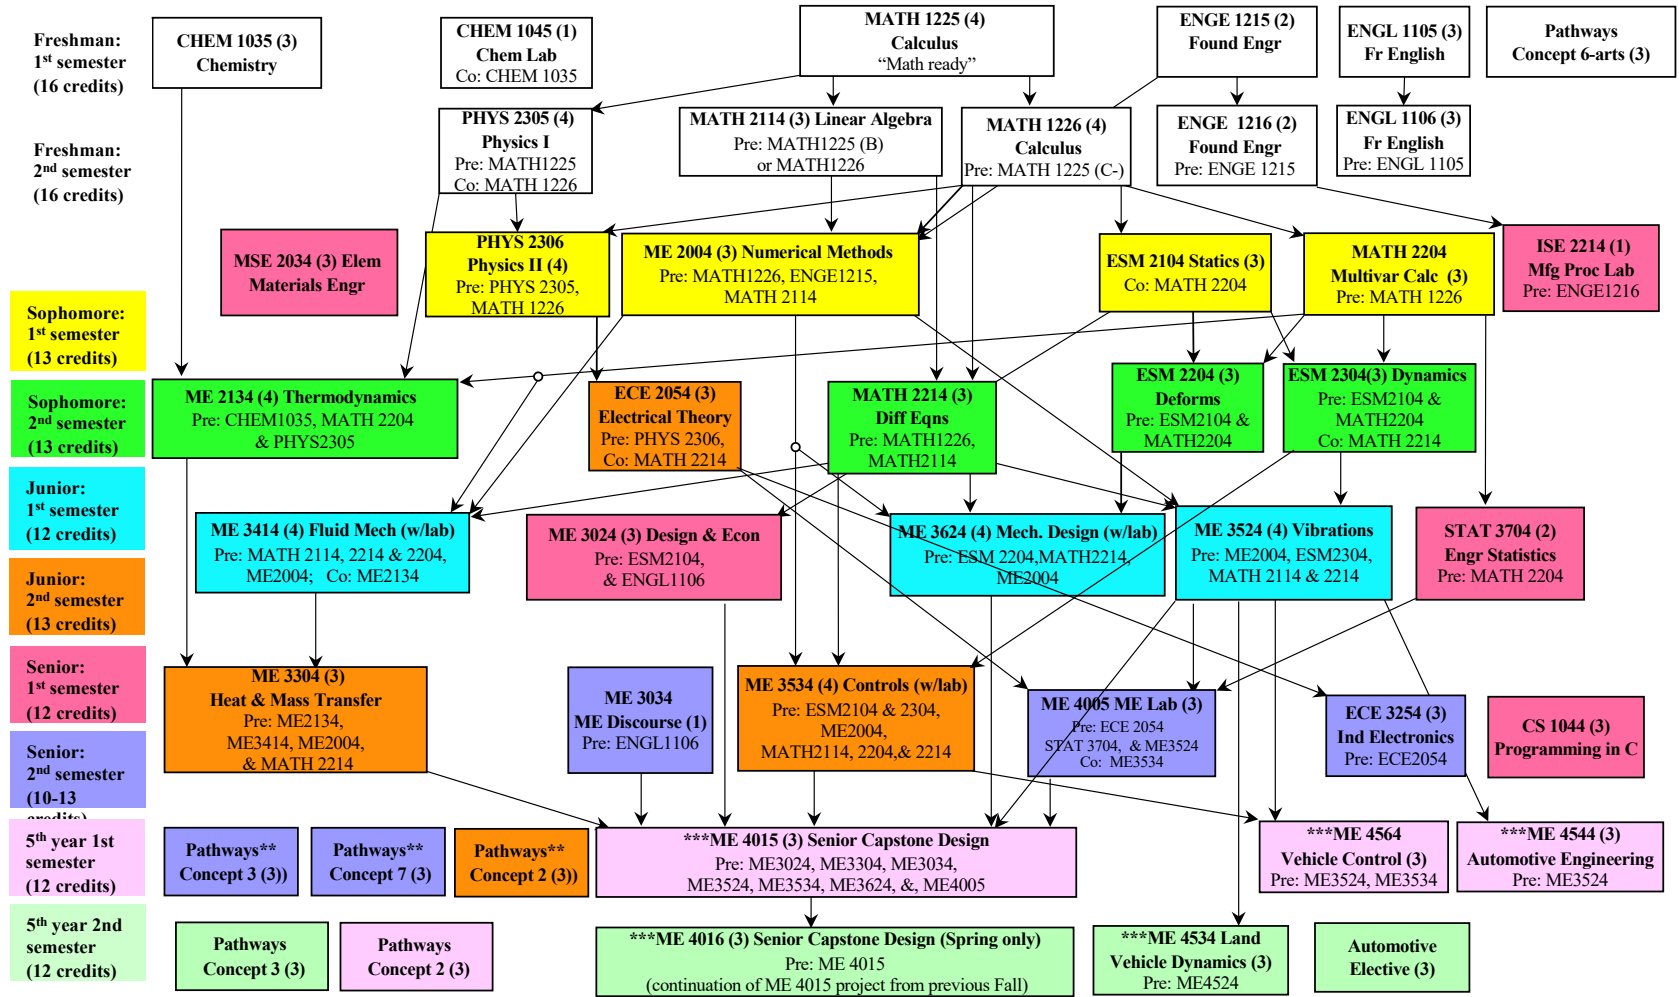 Freshman:
1st semester
(16 credits)
CHEM 1035 (3)
Chemistry
CHEM 1045 (1)
Chem Lab
Co: CHEM 1035
MATH 1225 (4)
Calculus
“Math ready”
ENGE 1215 (2)
Found Engr
ENGL 1105 (3)
Fr English
Pathways
Concept 6-arts (3)
Freshman:
2nd semester
(16 credits)
PHYS 2305 (4)
Physics I
Pre: MATH1225
Co: MATH 1226
MATH 2114 (3) Linear Algebra
Pre: MATH1225 (B)
or MATH1226
MATH 1226 (4)
Calculus
Pre: MATH 1225 (C-)
ENGE 1216 (2)
Found Engr
Pre: ENGE 1215
ENGL 1106 (3)
Fr English
Pre: ENGL 1105
Sophomore:
1st semester
(13 credits)
MSE 2034 (3) Elem
Materials Engr
PHYS 2306
Physics II (4)
Pre: PHYS 2305,
MATH 1226
ME 2004 (3) Numerical Methods
Pre: MATH1226, ENGE1215,
MATH 2114
ESM 2104 Statics (3)
Co: MATH 2204
MATH 2204
Multivar Calc (3)
Pre: MATH 1226
ISE 2214 (1)
Mfg Proc Lab
Pre: ENGE1216
Sophomore:
2nd semester
(13 credits)
ME 2134 (4) Thermodynamics
Pre: CHEM1035, MATH 2204
& PHYS2305
ECE 2054 (3)
Electrical Theory
Pre: PHYS 2306,
Co: MATH 2214
MATH 2214 (3)
Diff Eqns
Pre: MATH1226,
MATH2114
ESM 2204 (3)
Deforms
Pre: ESM2104 &
MATH2204
ESM 2304(3) Dynamics
Pre: ESM2104 &
MATH2204
Co: MATH 2214
Junior:
1st semester
(12 credits)
ME 3414 (4) Fluid Mech (w/lab)
Pre: MATH 2114, 2214 & 2204,
ME2004; Co: ME2134
ME 3024 (3) Design & Econ
Pre: ESM2104,
& ENGL1106
ME 3624 (4) Mech. Design (w/lab)
Pre: ESM 2204,MATH2214,
ME2004
ME 3524 (4) Vibrations
Pre: ME2004, ESM2304,
MATH 2114 & 2214
STAT 3704 (2)
Engr Statistics
Pre: MATH 2204
Junior:
2nd semester
(13 credits)
Senior:
1st semester
(12 credits)
ME 3304 (3)
Heat & Mass Transfer
Pre: ME2134,
ME3414, ME2004,
& MATH 2214
ME 3034
ME Discourse (1)
Pre: ENGL1106
ME 3534 (4) Controls (w/lab)
Pre: ESM2104 & 2304,
ME2004,
MATH2114, 2204,& 2214
ME 4005 ME Lab (3)
Pre: ECE 2054
STAT 3704, & ME3524
Co: ME3534
ECE 3254 (3)
Ind Electronics
Pre: ECE2054
CS 1044 (3)
Programming in C
Senior:
2nd semester
(10-13
credits)
5th year 1st
semester
(12 credits)
Pathways**
Concept 3 (3))
Pathways**
Concept 7 (3)
Pathways**
Concept 2 (3))
***ME 4015 (3) Senior Capstone Design
Pre: ME3024, ME3304, ME3034,
ME3524, ME3534, ME3624, &, ME4005
***ME 4564
Vehicle Control (3)
Pre: ME3524, ME3534
***ME 4544 (3)
Automotive Engineering
Pre: ME3524
5th year 2nd
semester
(12 credits)
Pathways
Concept 3 (3)
Pathways
Concept 2 (3)
***ME 4016 (3) Senior Capstone Design (Spring only)
Pre: ME 4015
(continuation of ME 4015 project from previous Fall)
***ME 4534 Land
Vehicle Dynamics (3)
Pre: ME4524
Automotive
Elective (3)